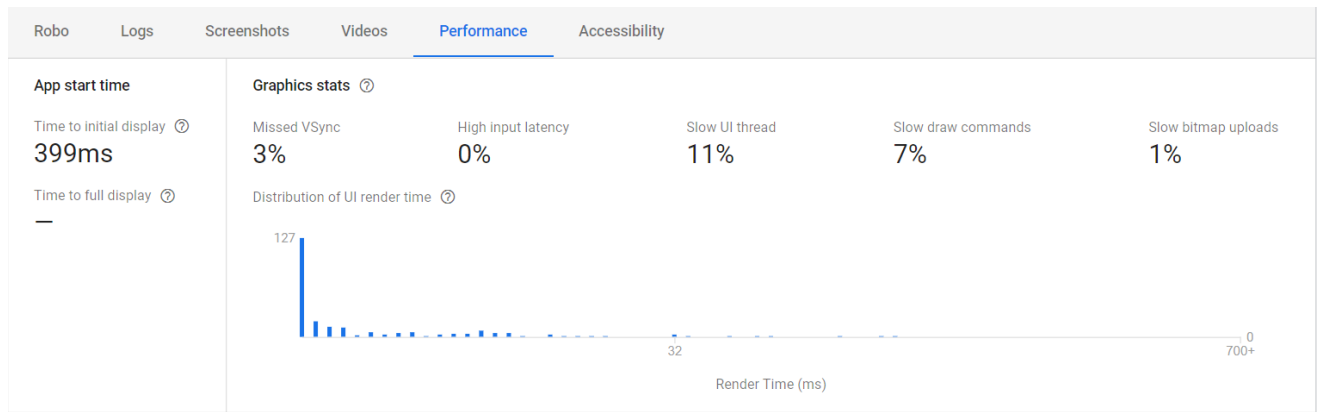 Robo Logs Screenshots Videos Performance Accessibility
App start time
Time to initial display ?
399ms
Time to full display ?
—
Graphics stats ?
Missed VSync High input latency Slow UI thread Slow draw commands Slow bitmap uploads
3% 0% 11% 7% 1%
Distribution of UI render time ?
127
0
32 700+
Render Time (ms)